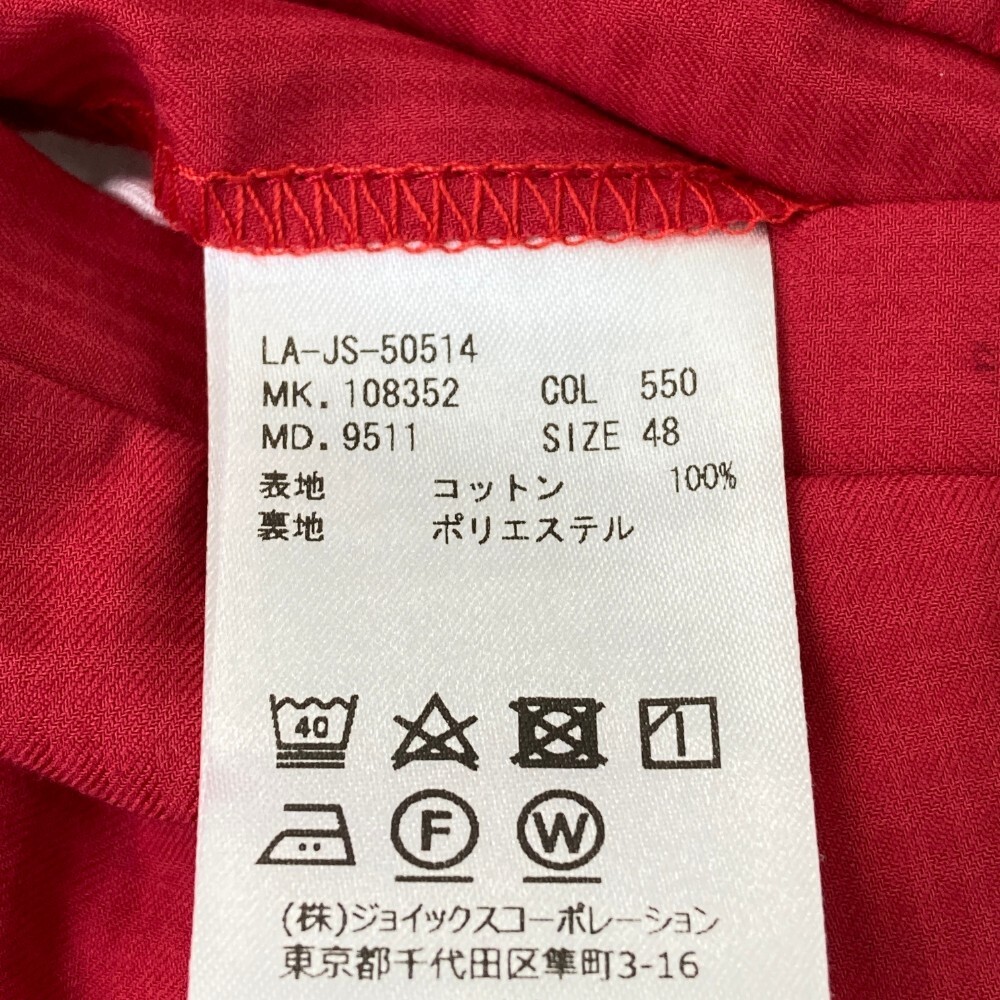 LA-JS-50514
MK. 108352 COL 550
MD. 9511 SIZE 48
表地 コットン 100%
裏地 ポリエステル
40
F W
(株)ジョイックスコーポレーション
東京都千代田区隼町3-16